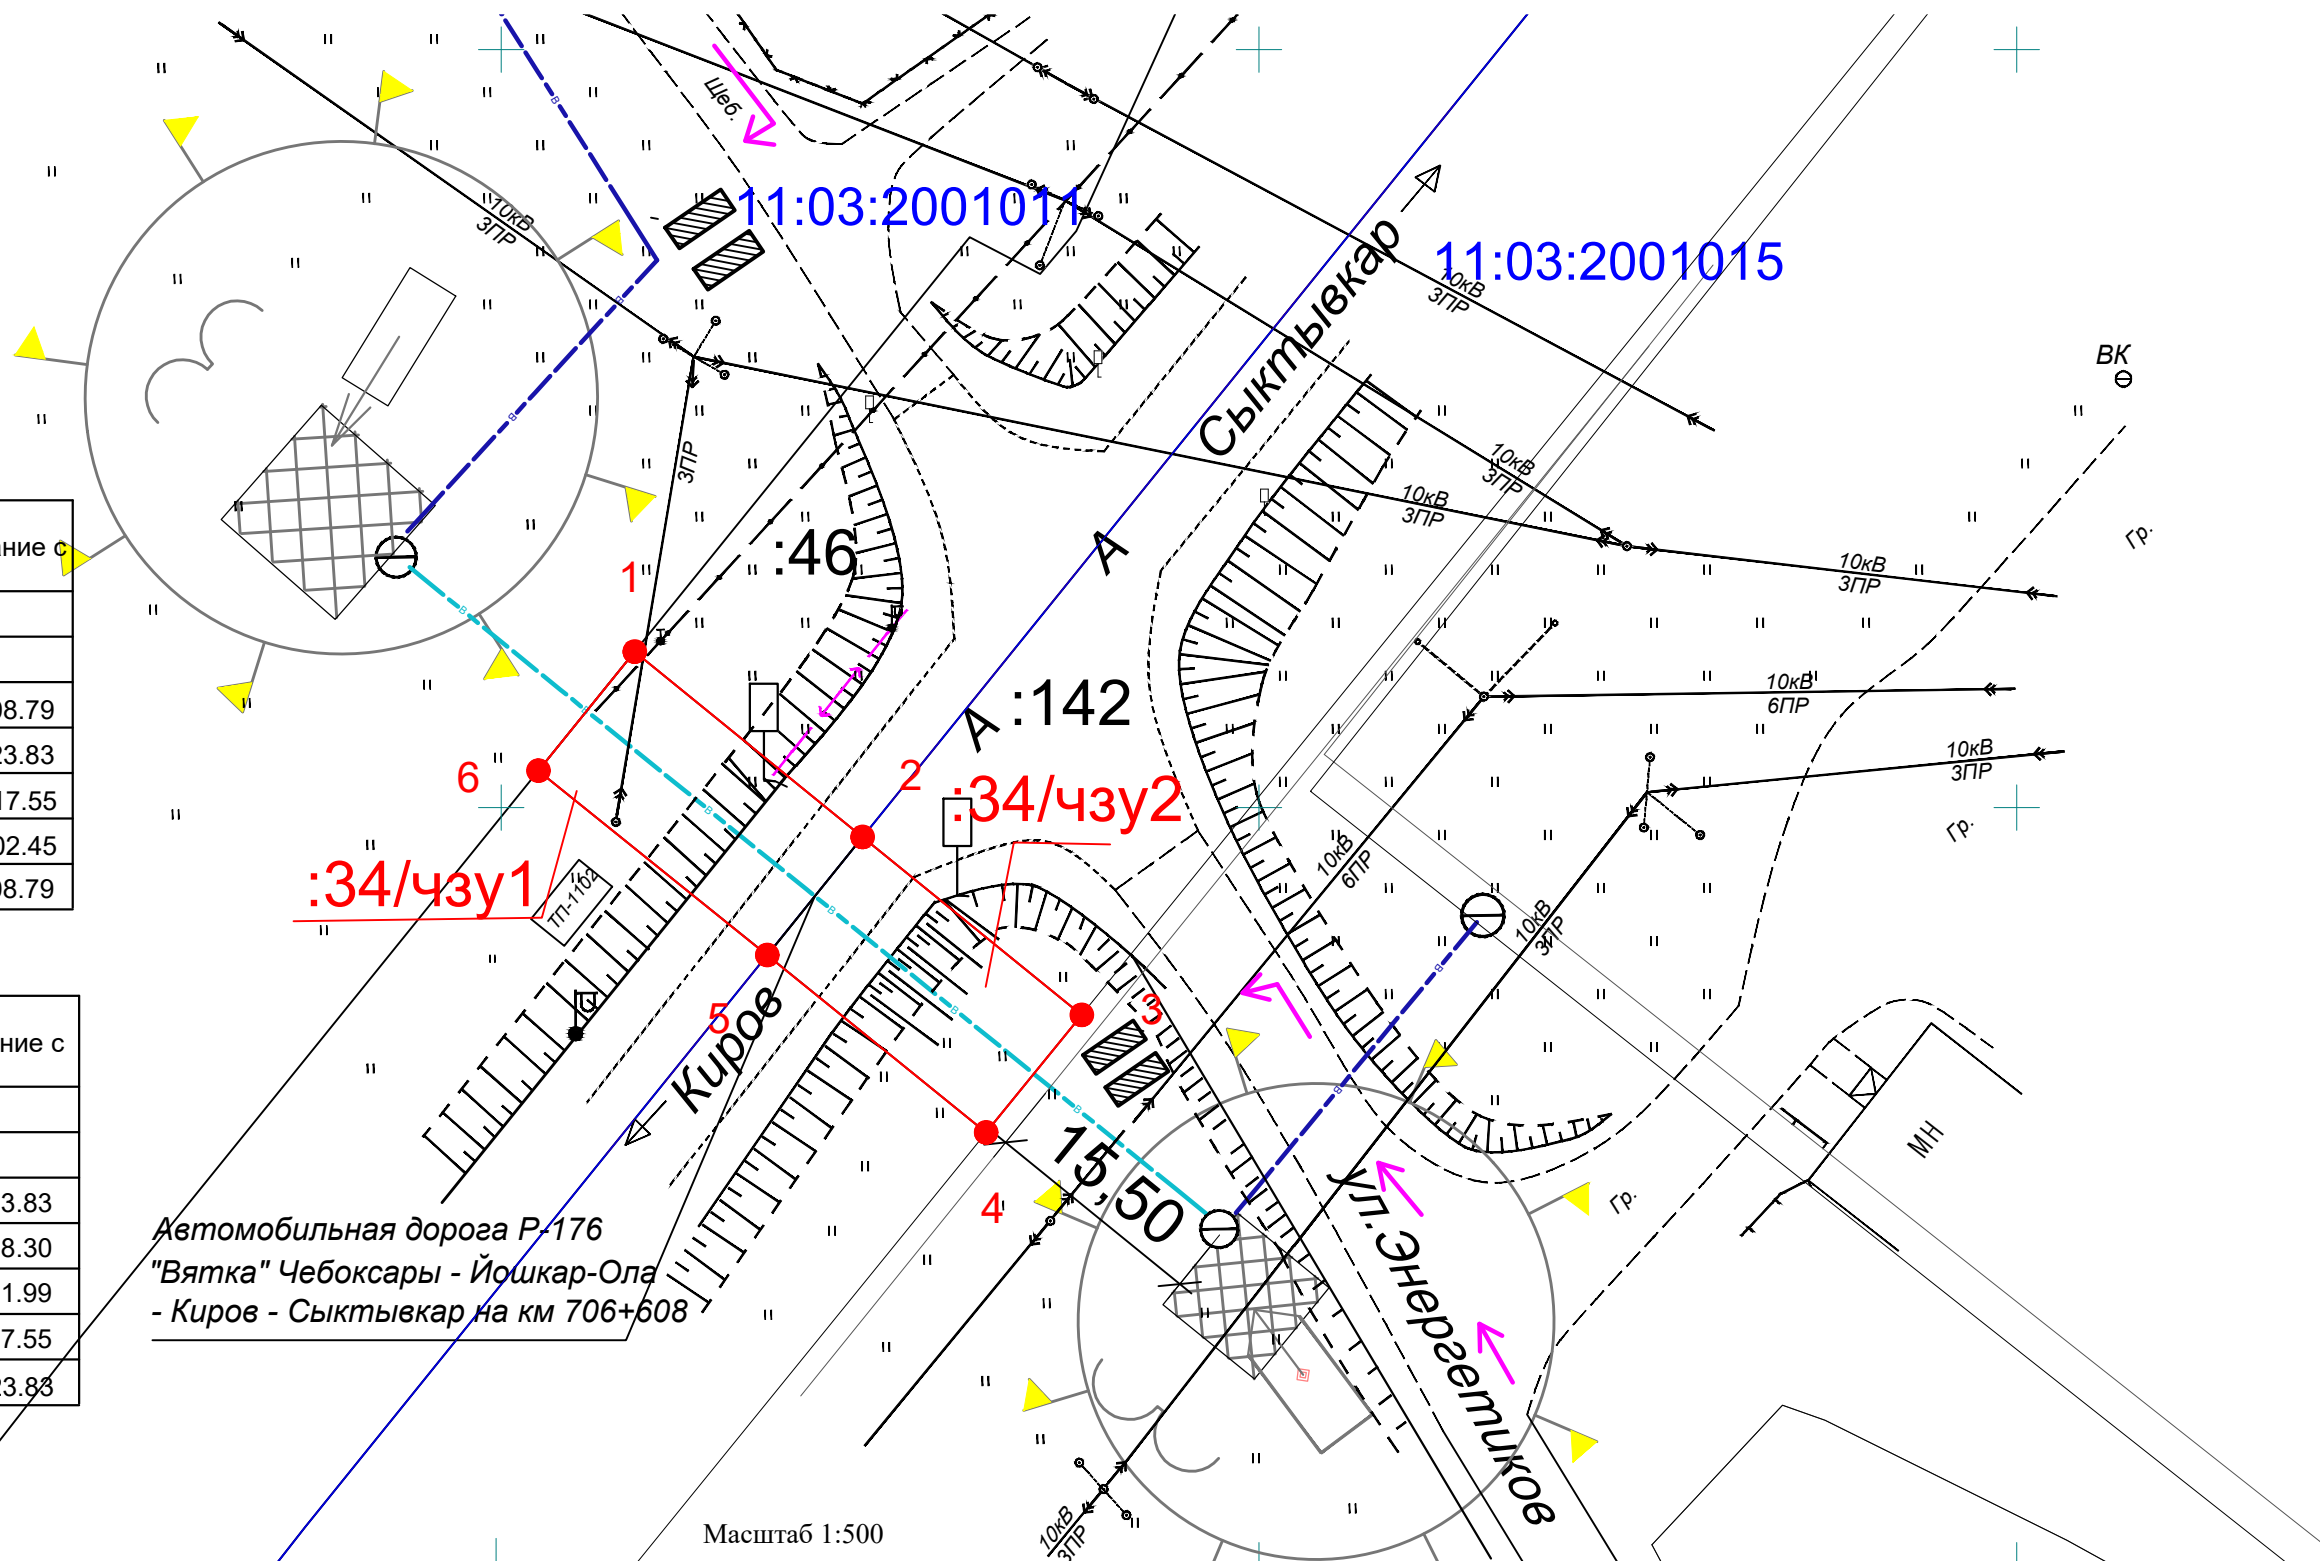 Щеб.
10кВ
3ПР
11:03:2001011
11:03:2001015
10кВ
3ПР
Сыктывкар
ВК
3ПР
10кВ
3ПР
10кВ
3ПР
Гр.
ние с
:46
А
1
10кВ
3ПР
:142
А
10кВ
6ПР
08.79
23.83
17.55
02.45
08.79
6
2
10кВ
3ПР
:34/чзу2
:34/чзу1
ТП-1102
10кВ
6ПР
Гр.
10кВ
3ПР
5
3
Киров
ние с
МН
15,50
4
ул.Энергетиков
Гр.
3.83
8.30
1.99
7.55
23.83
Автомобильная дорога Р-176
"Вятка" Чебоксары - Йошкар-Ола
- Киров - Сыктывкар на км 706+608
10кВ
3ПР
Масштаб 1:500